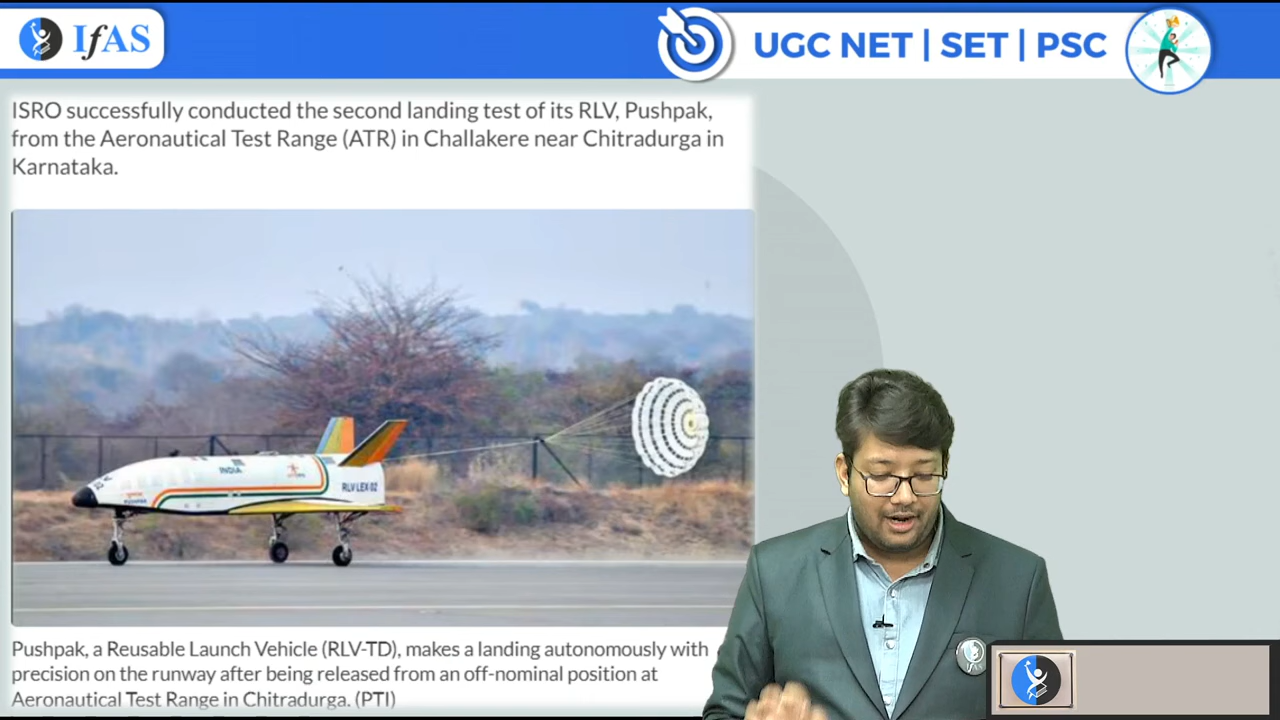 IfAS
UGC NET | SET | PSC
ISRO successfully conducted the second landing test of its RLV, Pushpak,
from the Aeronautical Test Range (ATR) in Challakere near Chitradurga in
Karnataka.
INDIA
RLV LEX-02
Pushpak, a Reusable Launch Vehicle (RLV-TD), makes a landing autonomously with
precision on the runway after being released from an off-nominal position at
Aeronautical Test Range in Chitradurga. (PTI)
IfAS